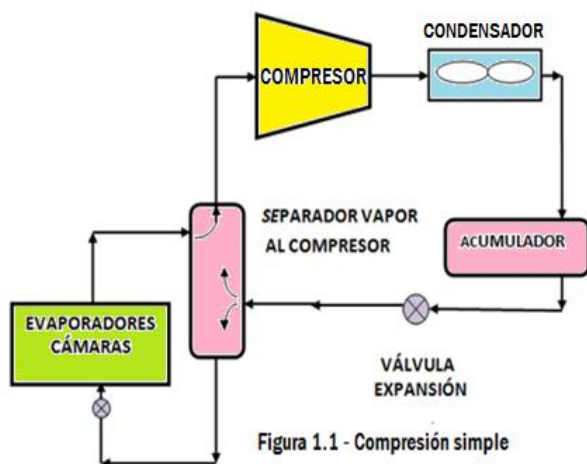 CONDENSADOR
COMPRESOR
SEPARADOR VAPOR
AL COMPRESOR
ACUMULADOR
EVAPORADORES
CÁMARAS
VÁLVULA
EXPANSIÓN
Figura 1.1 - Compresión simple